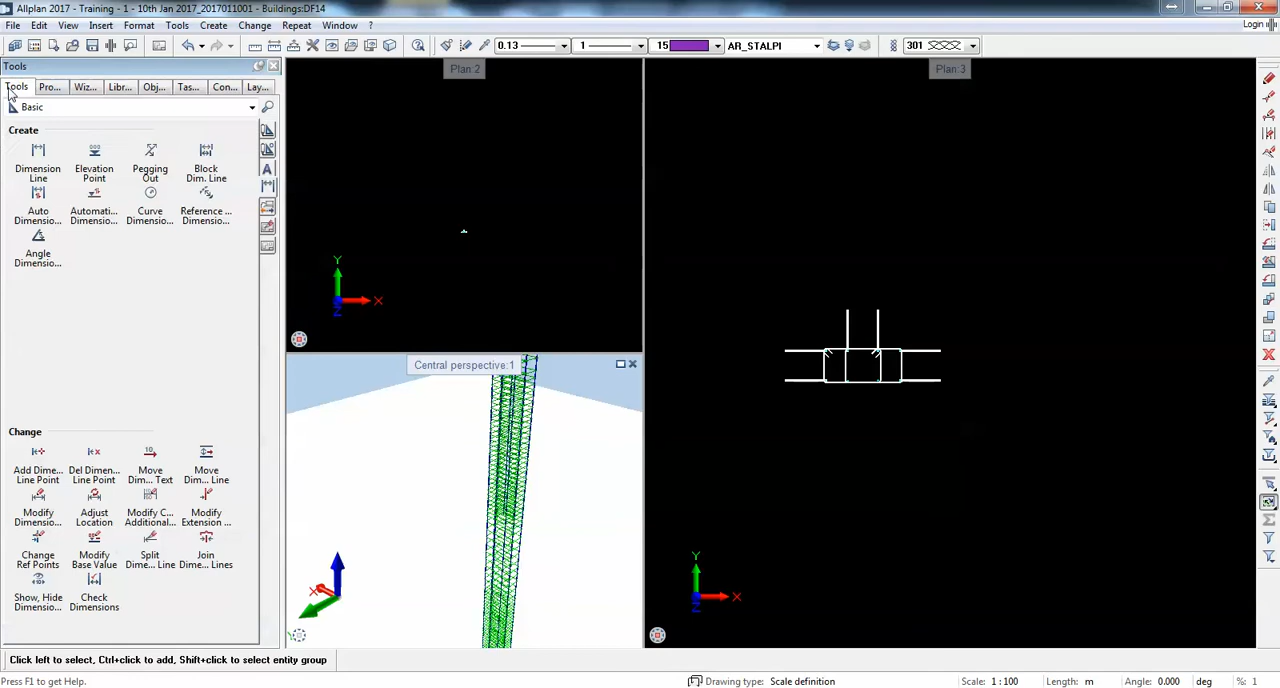 Allplan 2017 - Training - 1 - 10th Jan 2017_2017011001 - Buildings:DF14
File Edit View Insert Format Tools Create Change Repeat Window ?
Login
0.13 1 15 AR_STALPI 301
Tools
Tools Pro... Wiz... Libr... Obj... Tas... Con... Lay...
Basic
Create
Dimension Line
Elevation Point
Pegging Out
Block Dim. Line
Auto Dimensio...
Automati... Dimensio...
Curve Dimensio...
Reference ... Dimensio...
Angle Dimensio...
Change
Add Dime... Line Point
Del Dimen... Line Point
Move Dim... Text
Move Dim... Line
Modify Dimensio...
Adjust Location
Modify C... Additional...
Modify Extension ...
Change Ref Points
Modify Base Value
Split Dime... Line
Join Dime... Lines
Show, Hide Dimensio...
Check Dimensions
Plan:2
Y
X
Z
Central perspective:1
X
Y
Plan:3
Y
X
Z
Click left to select, Ctrl+click to add, Shift+click to select entity group
Press F1 to get Help.
Drawing type: Scale definition
Scale: 1 : 100
Length: m
Angle: 0.000
deg
%: 1